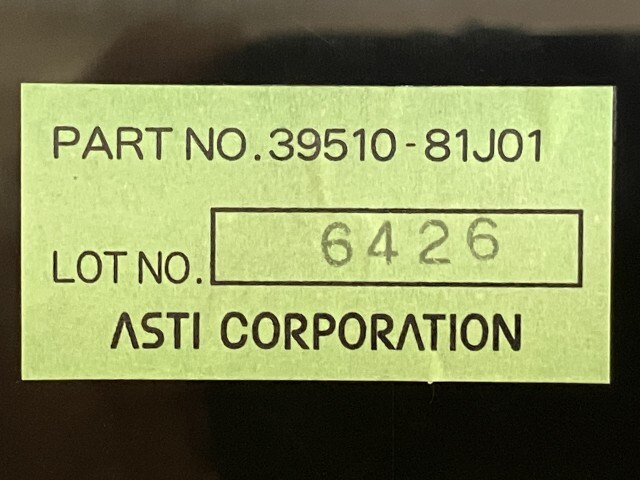 PART NO. 39510-81J01
LOT NO. 6426
ASTI CORPORATION